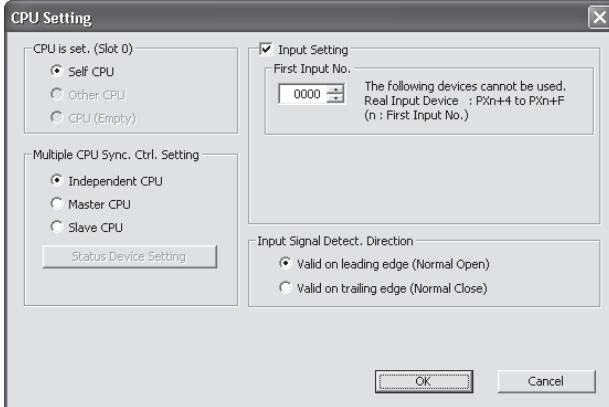 CPU Setting
CPU is set. (Slot 0)
Self CPU
Other CPU
CPU (Empty)
Multiple CPU Sync. Ctrl. Setting
Independent CPU
Master CPU
Slave CPU
Status Device Setting
Input Setting
First Input No.
0000
The following devices cannot be used.
Real Input Device : PXn+4 to PXn+F
(n : First Input No.)
Input Signal Detect. Direction
Valid on leading edge (Normal Open)
Valid on trailing edge (Normal Close)
OK
Cancel